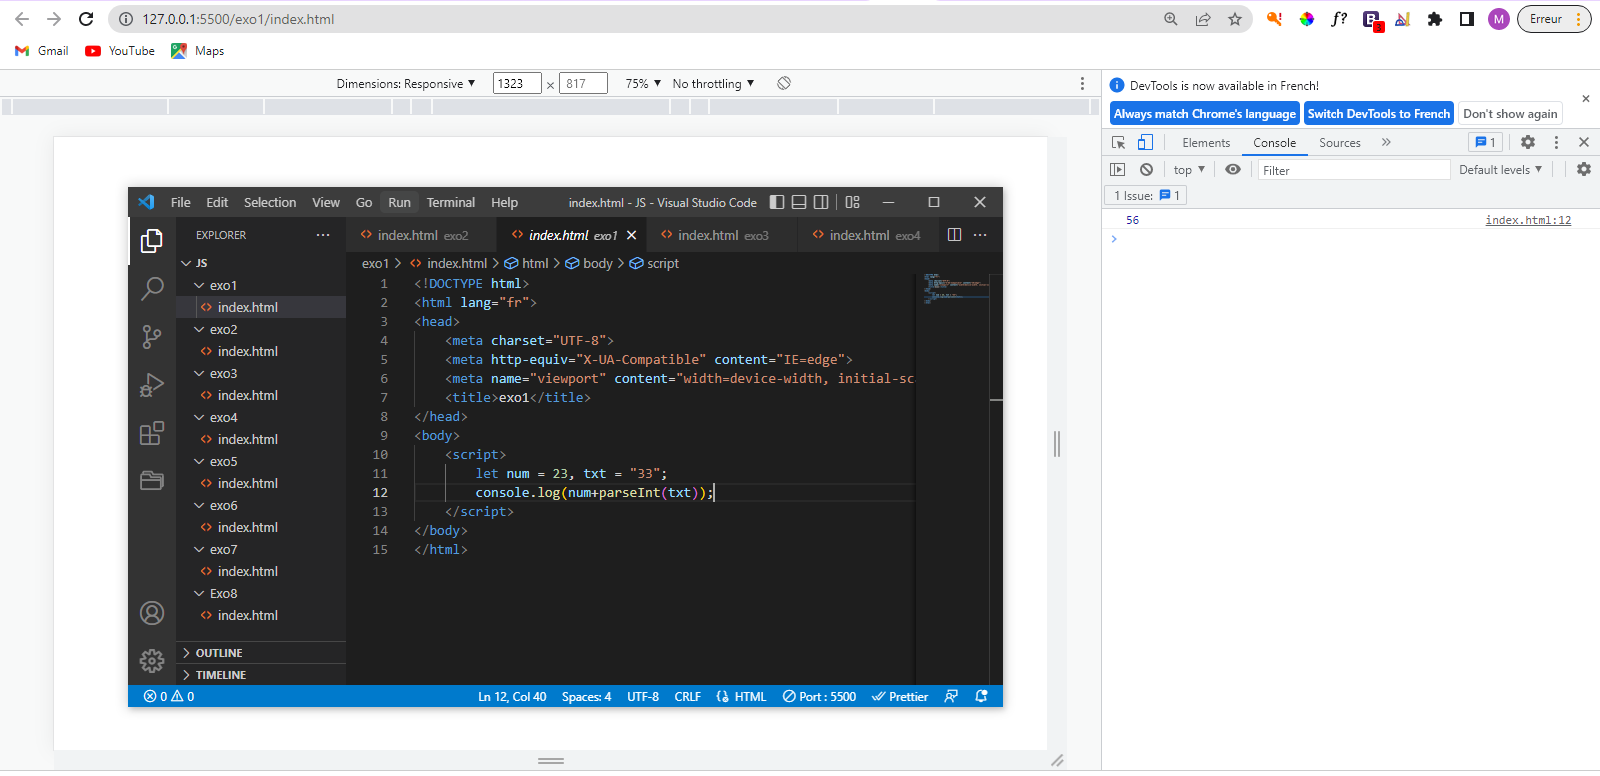 127.0.0.1:5500/exo1/index.html
f?
B
3
M
Erreur
Gmail
YouTube
Maps
Dimensions: Responsive
1323
×
817
75%
No throttling
DevTools is now available in French!
Always match Chrome's language
Switch DevTools to French
Don't show again
Elements
Console
Sources
»
1
top
Filter
Default levels
1 Issue:
1
56
index.html:12
File
Edit
Selection
View
Go
Run
Terminal
Help
index.html - JS - Visual Studio Code
EXPLORER
JS
exo1
index.html
exo2
index.html
exo3
index.html
exo4
index.html
exo5
index.html
exo6
index.html
exo7
index.html
Exo8
index.html
OUTLINE
TIMELINE
index.html exo2
index.html exo1
index.html exo3
index.html exo4
exo1 > index.html > html > body > script
1 <!DOCTYPE html>
2 <html lang="fr">
3 <head>
4 <meta charset="UTF-8">
5 <meta http-equiv="X-UA-Compatible" content="IE=edge">
6 <meta name="viewport" content="width=device-width, initial-sc
7 <title>exo1</title>
8 </head>
9 <body>
10 <script>
11 let num = 23, txt = "33";
12 console.log(num+parseInt(txt));
13 </script>
14 </body>
15 </html>
0
0
Ln 12, Col 40
Spaces: 4
UTF-8
CRLF
HTML
Port : 5500
Prettier